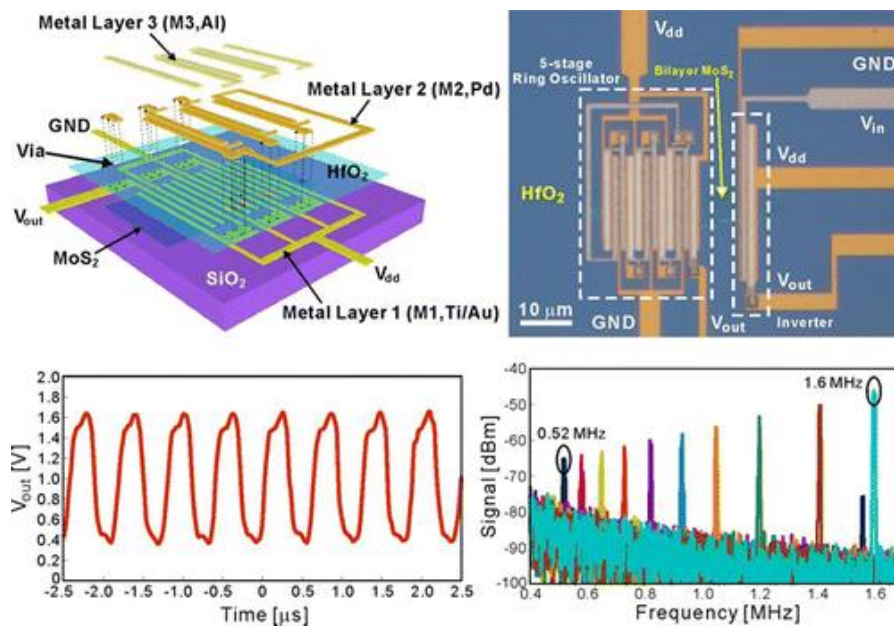 Metal Layer 3 (M3,Al)
Metal Layer 2 (M2,Pd)
GND
Via
HfO₂
Vout
MoS₂
SiO₂
Vdd
Metal Layer 1 (M1,Ti/Au)
Vdd
5-stage
Ring Oscillator
Bilayer MoS₂
GND
Vin
Vdd
HfO₂
Vout
10 μm
GND
Vout
Inverter
2.0
1.8
1.6
1.4
1.2
1.0
0.8
0.6
0.4
0.2
0.0
Vout [V]
-2.5 -2 -1.5 -1 -0.5 0 0.5 1 1.5 2 2.5
Time [μs]
-40
-50
-60
-70
-80
-90
-100
Signal [dBm]
0.52 MHz
1.6 MHz
0.4 0.6 0.8 1.0 1.2 1.4 1.6
Frequency [MHz]